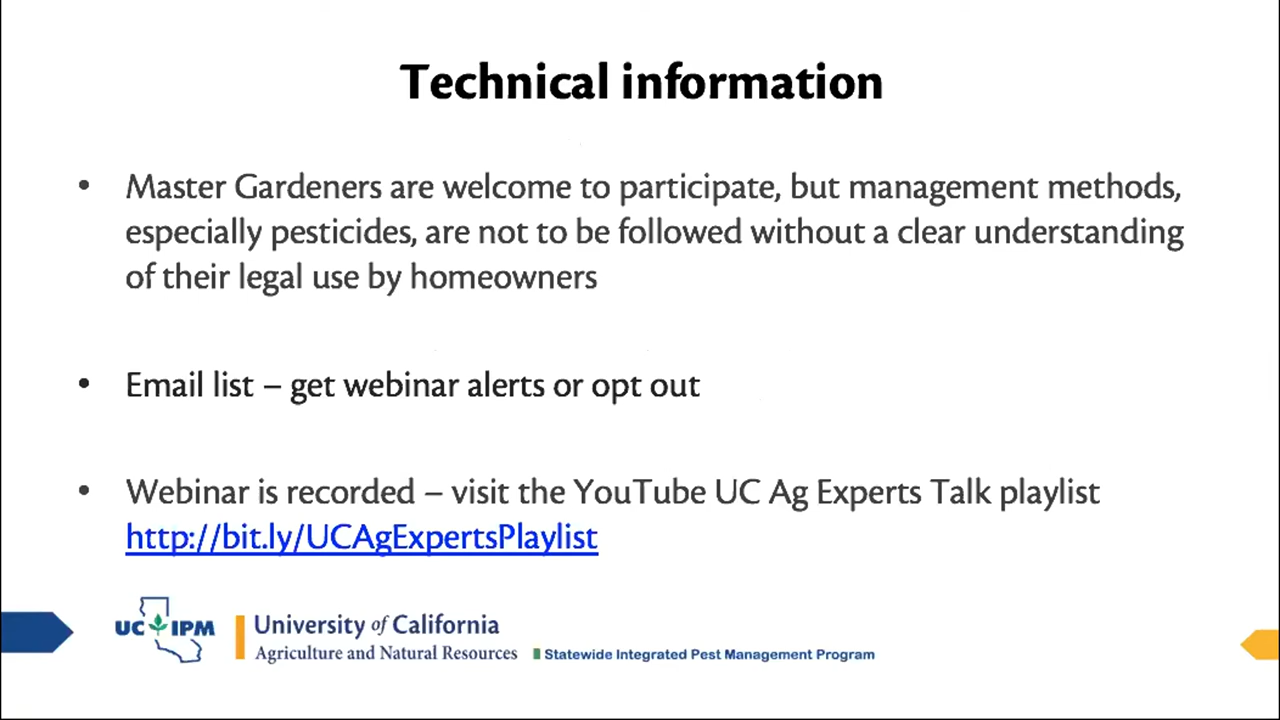 Technical information
• Master Gardeners are welcome to participate, but management methods,
especially pesticides, are not to be followed without a clear understanding
of their legal use by homeowners
• Email list – get webinar alerts or opt out
• Webinar is recorded – visit the YouTube UC Ag Experts Talk playlist
http://bit.ly/UCAgExpertsPlaylist
UC IPM
University of California
Agriculture and Natural Resources
Statewide Integrated Pest Management Program